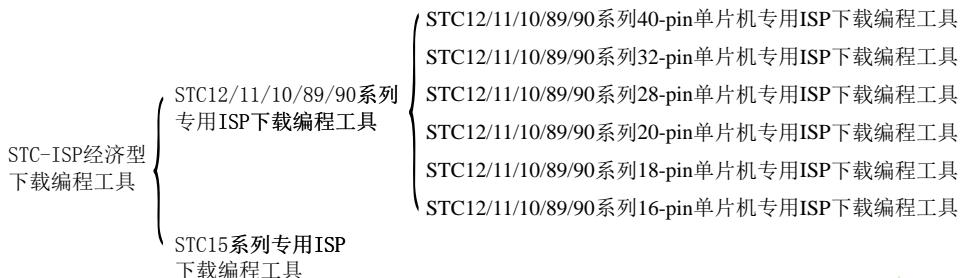 STC12/11/10/89/90系列40-pin单片机专用ISP下载编程工具
STC12/11/10/89/90系列32-pin单片机专用ISP下载编程工具
STC12/11/10/89/90系列
专用ISP下载编程工具
STC12/11/10/89/90系列28-pin单片机专用ISP下载编程工具
STC12/11/10/89/90系列20-pin单片机专用ISP下载编程工具
STC-ISP经济型
下载编程工具
STC12/11/10/89/90系列18-pin单片机专用ISP下载编程工具
STC12/11/10/89/90系列16-pin单片机专用ISP下载编程工具
STC15系列专用ISP
下载编程工具